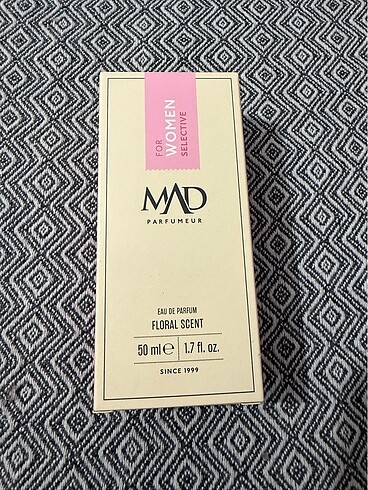 FOR
WOMEN
SELECTIVE
MAD
PARFUMEUR
EAU DE PARFUM
FLORAL SCENT
50 ml ℮ 1.7 fl. oz.
SINCE 1999